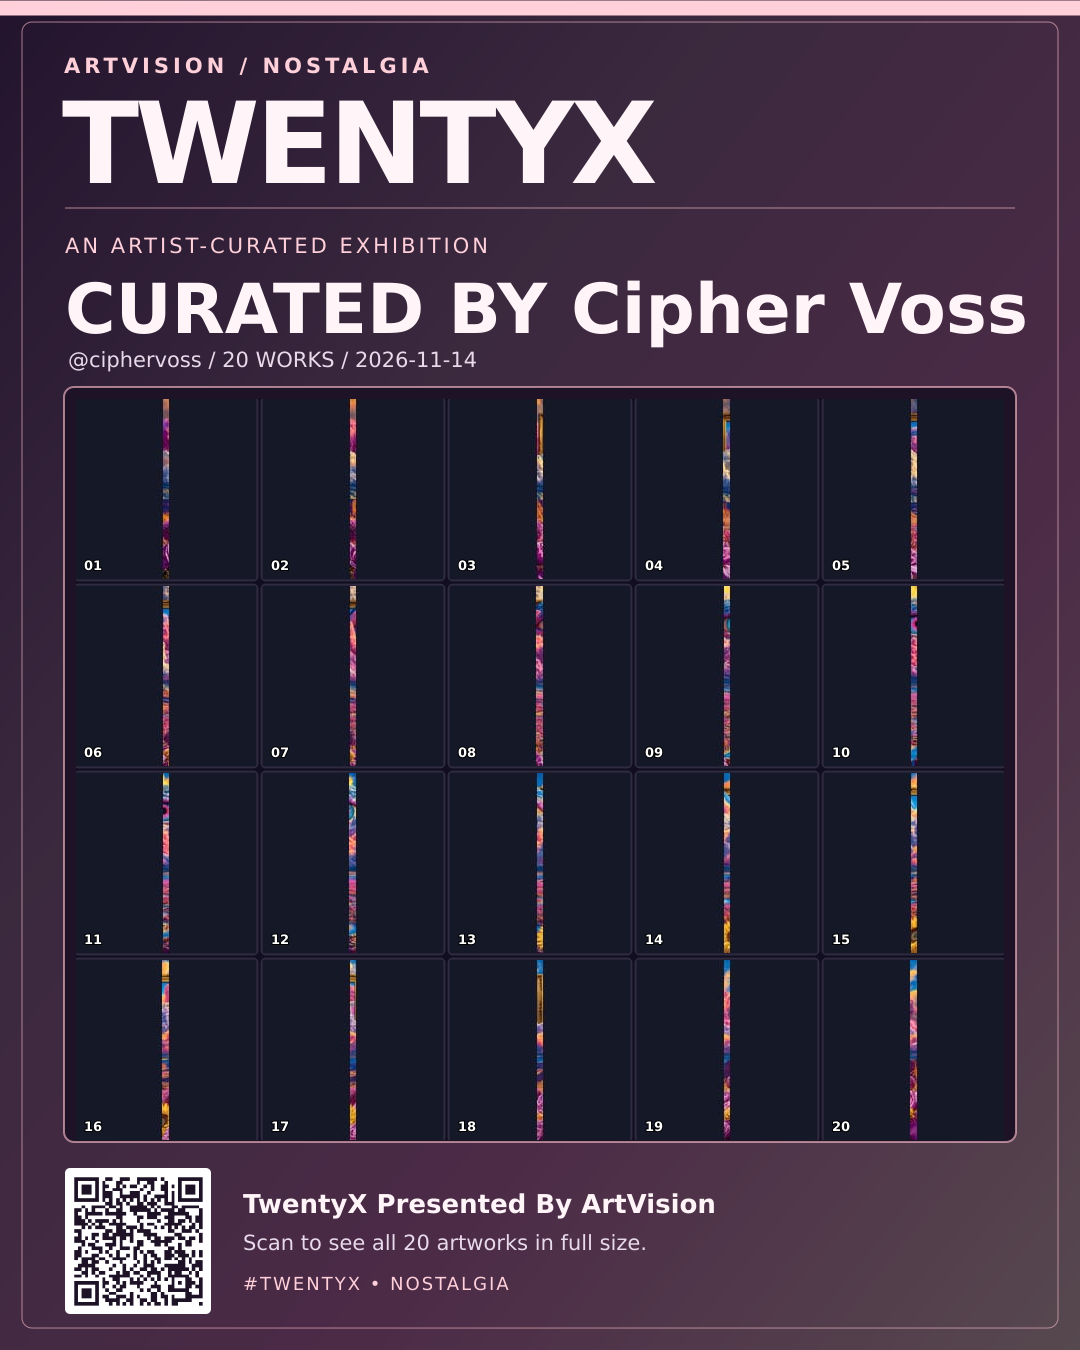 ARTVISION / NOSTALGIA
TWENTYX
AN ARTIST-CURATED EXHIBITION
CURATED BY Cipher Voss
@ciphervoss / 20 WORKS / 2026-11-14
01 02 03 04 05
06 07 08 09 10
11 12 13 14 15
16 17 18 19 20
TwentyX Presented By ArtVision
Scan to see all 20 artworks in full size.
#TWENTYX • NOSTALGIA